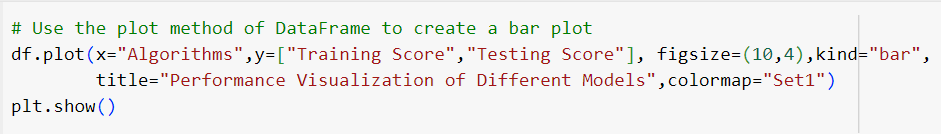 # Use the plot method of DataFrame to create a bar plot
df.plot(x="Algorithms",y=["Training Score","Testing Score"], figsize=(10,4),kind="bar",
        title="Performance Visualization of Different Models",colormap="Set1")
plt.show()